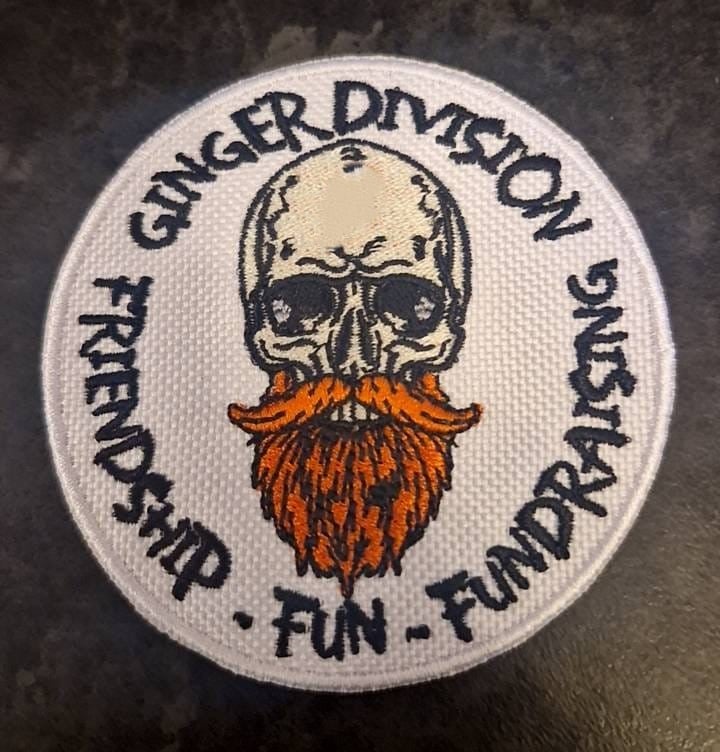 GINGER DIVISION
FRIENDSHIP - FUN - FUNDRAISING